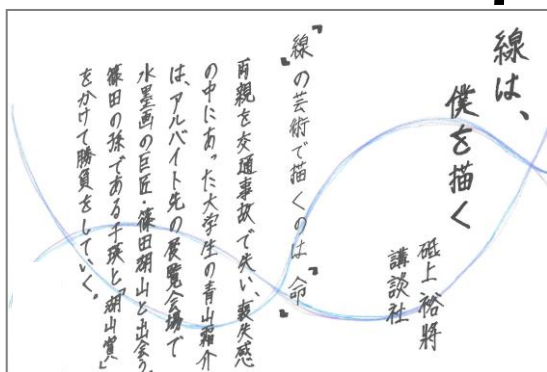 線は、
僕を描く
砥上裕將
講談社
『線』の芸術で描くのは『命』
両親を交通事故で失い、喪失感
の中にあった大学生の青山霜介
は、アルバイト先の展覧会場で
水墨画の巨匠・篠田湖山と出会う。
篠田の孫である千瑛と「湖山賞」
をかけて勝負をしていく。